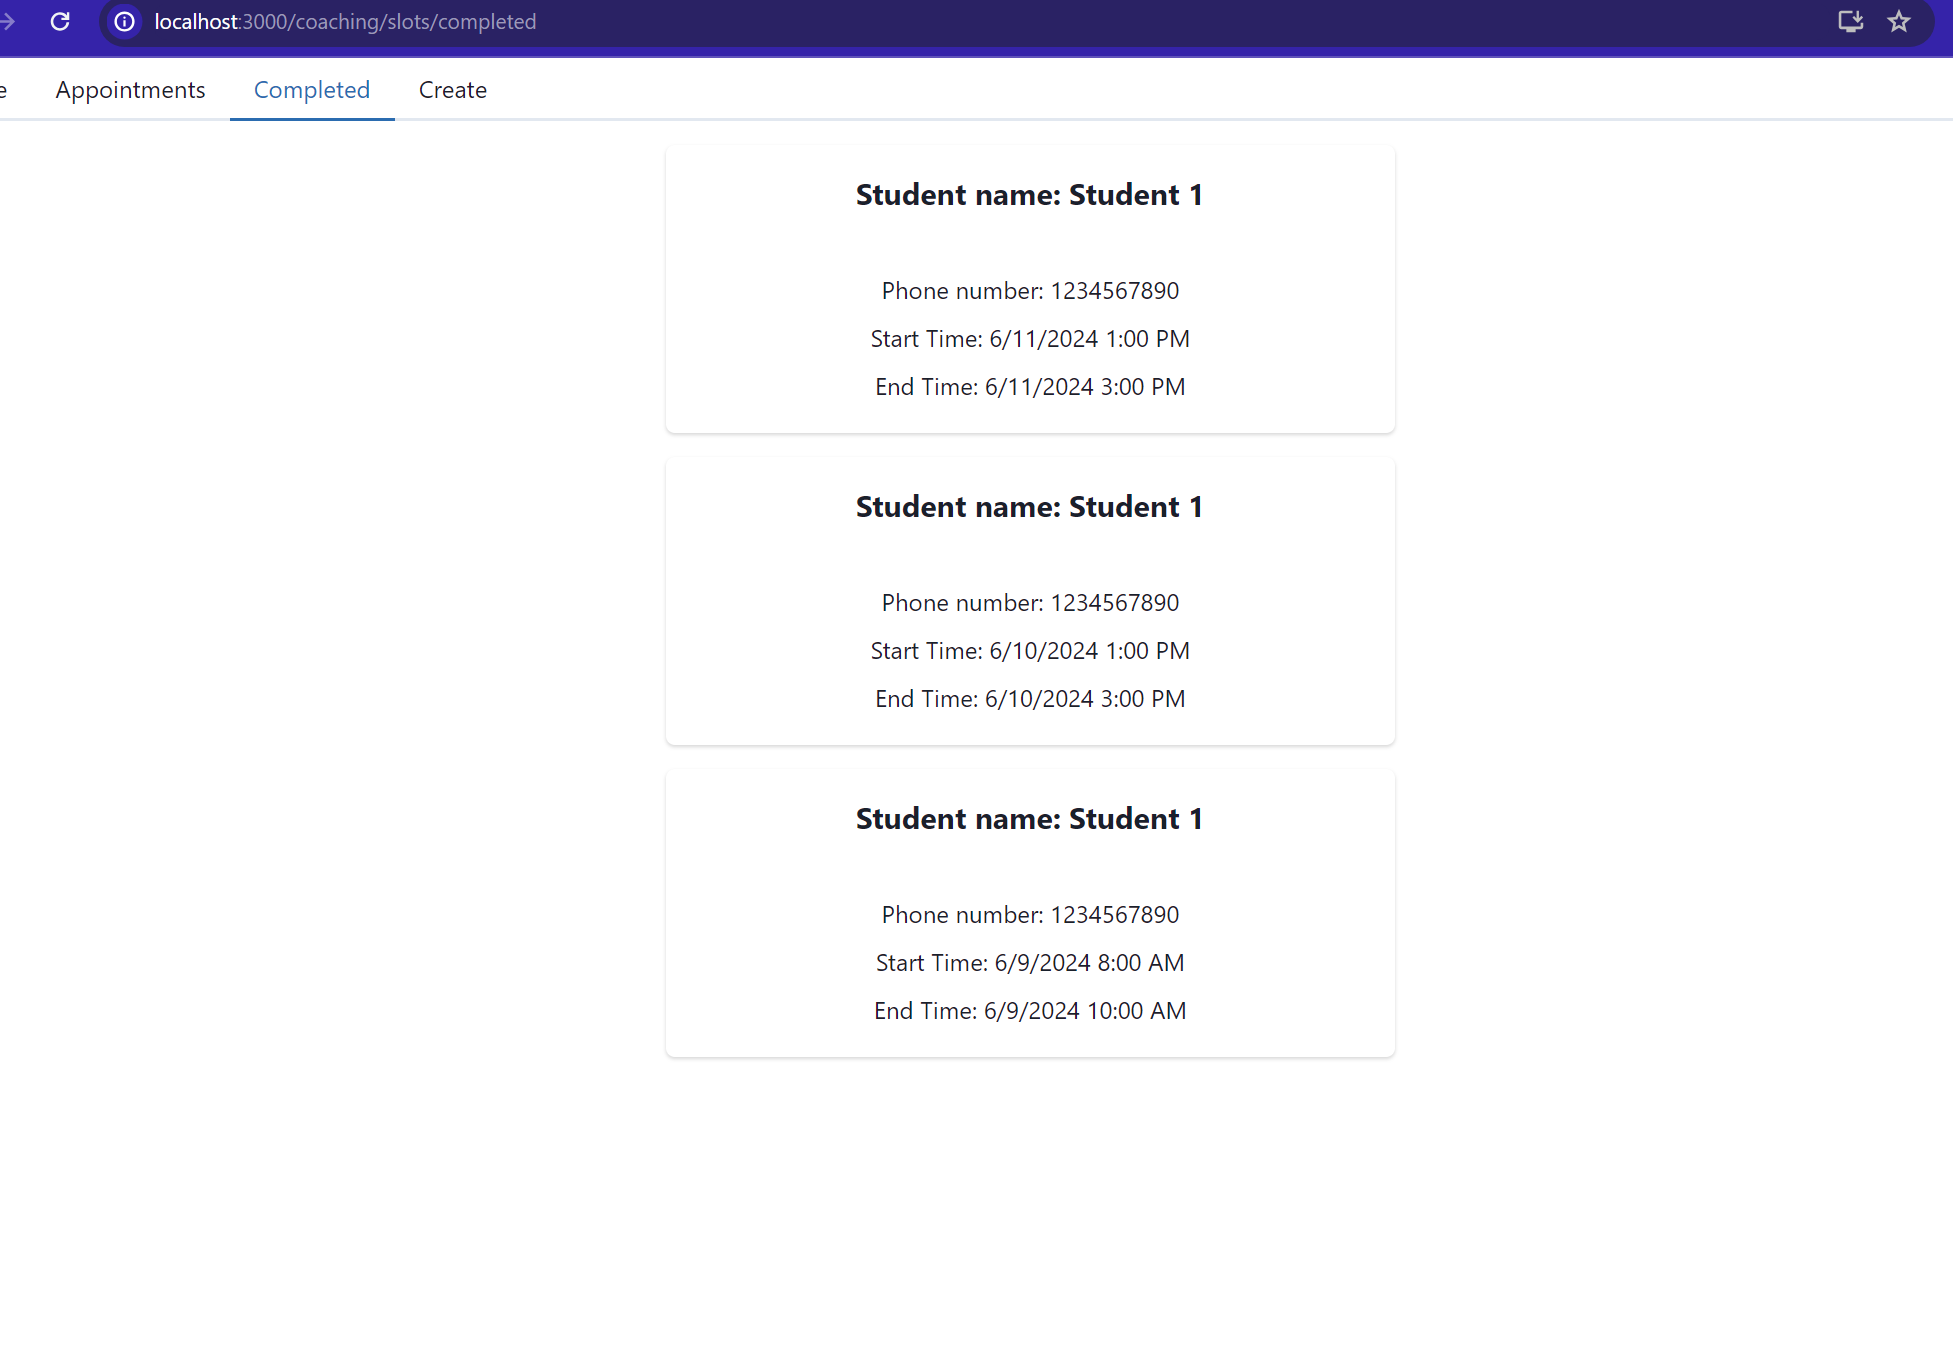 localhost:3000/coaching/slots/completed
e Appointments Completed Create
Student name: Student 1
Phone number: 1234567890
Start Time: 6/11/2024 1:00 PM
End Time: 6/11/2024 3:00 PM
Student name: Student 1
Phone number: 1234567890
Start Time: 6/10/2024 1:00 PM
End Time: 6/10/2024 3:00 PM
Student name: Student 1
Phone number: 1234567890
Start Time: 6/9/2024 8:00 AM
End Time: 6/9/2024 10:00 AM